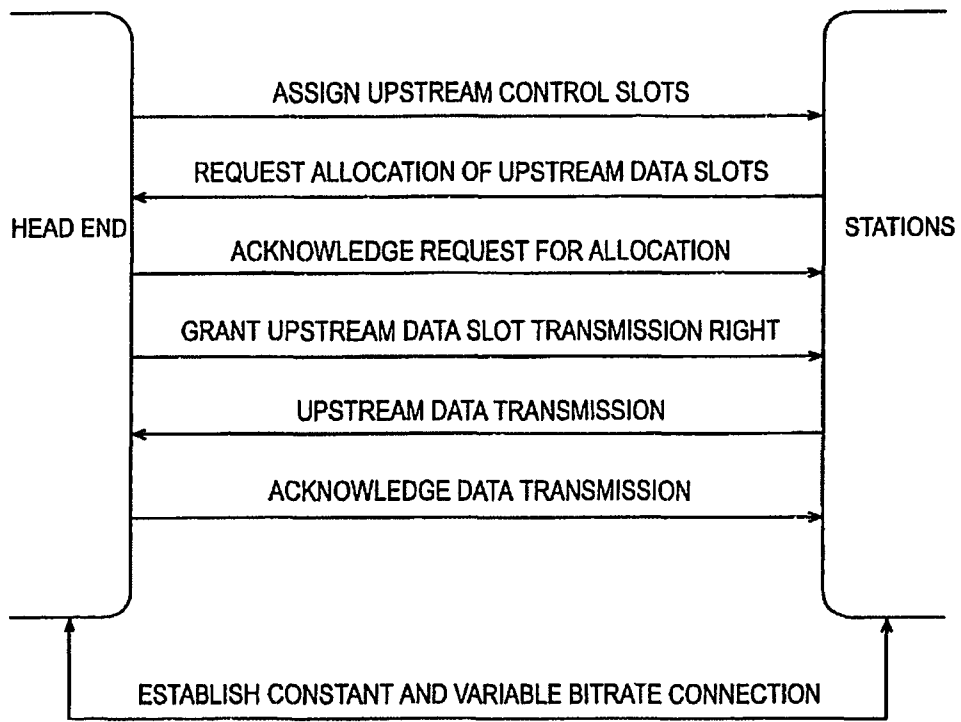 ASSIGN UPSTREAM CONTROL SLOTS
REQUEST ALLOCATION OF UPSTREAM DATA SLOTS
HEAD END
STATIONS
ACKNOWLEDGE REQUEST FOR ALLOCATION
GRANT UPSTREAM DATA SLOT TRANSMISSION RIGHT
UPSTREAM DATA TRANSMISSION
ACKNOWLEDGE DATA TRANSMISSION
ESTABLISH CONSTANT AND VARIABLE BITRATE CONNECTION